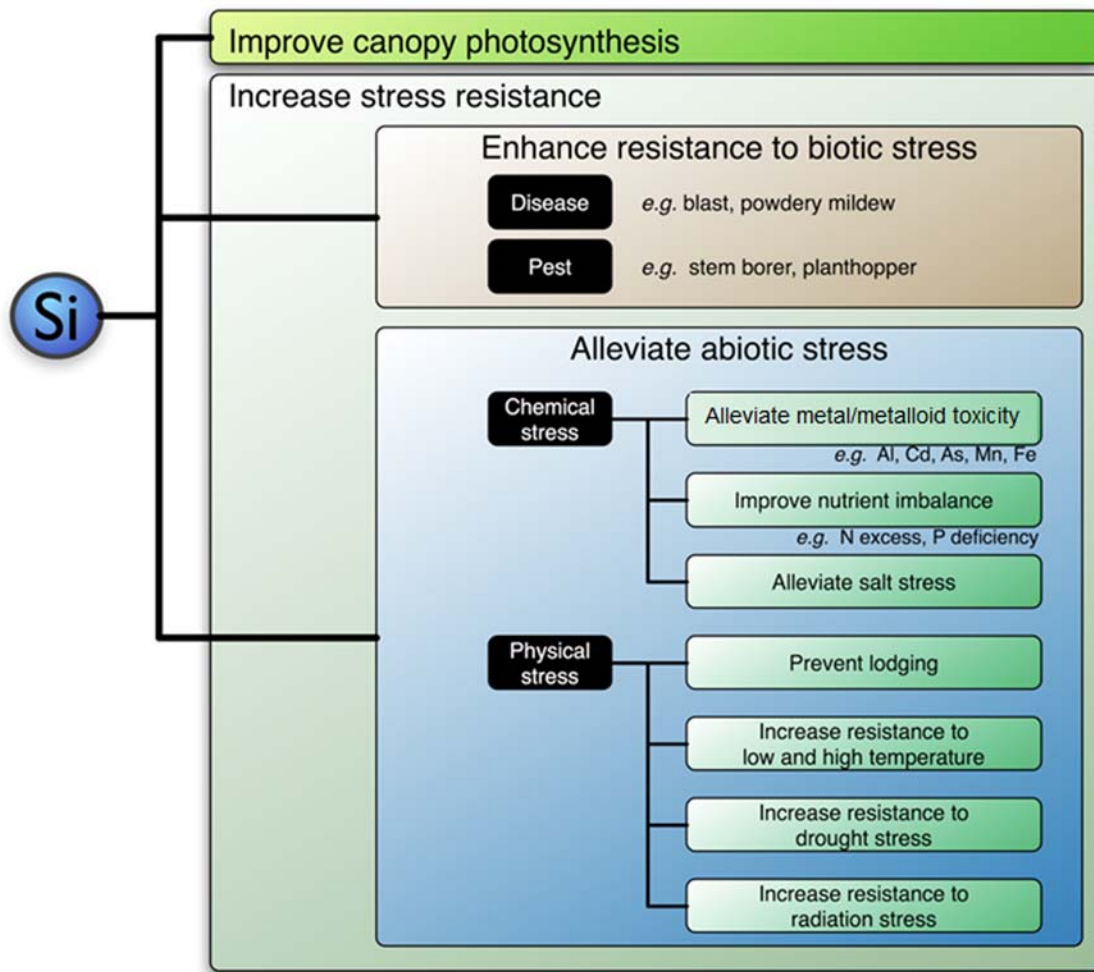 Improve canopy photosynthesis
Increase stress resistance
Enhance resistance to biotic stress
Disease
e.g. blast, powdery mildew
Pest
e.g. stem borer, planthopper
Si
Alleviate abiotic stress
Chemical
stress
Alleviate metal/metalloid toxicity
e.g. Al, Cd, As, Mn, Fe
Improve nutrient imbalance
e.g. N excess, P deficiency
Alleviate salt stress
Physical
stress
Prevent lodging
Increase resistance to
low and high temperature
Increase resistance to
drought stress
Increase resistance to
radiation stress